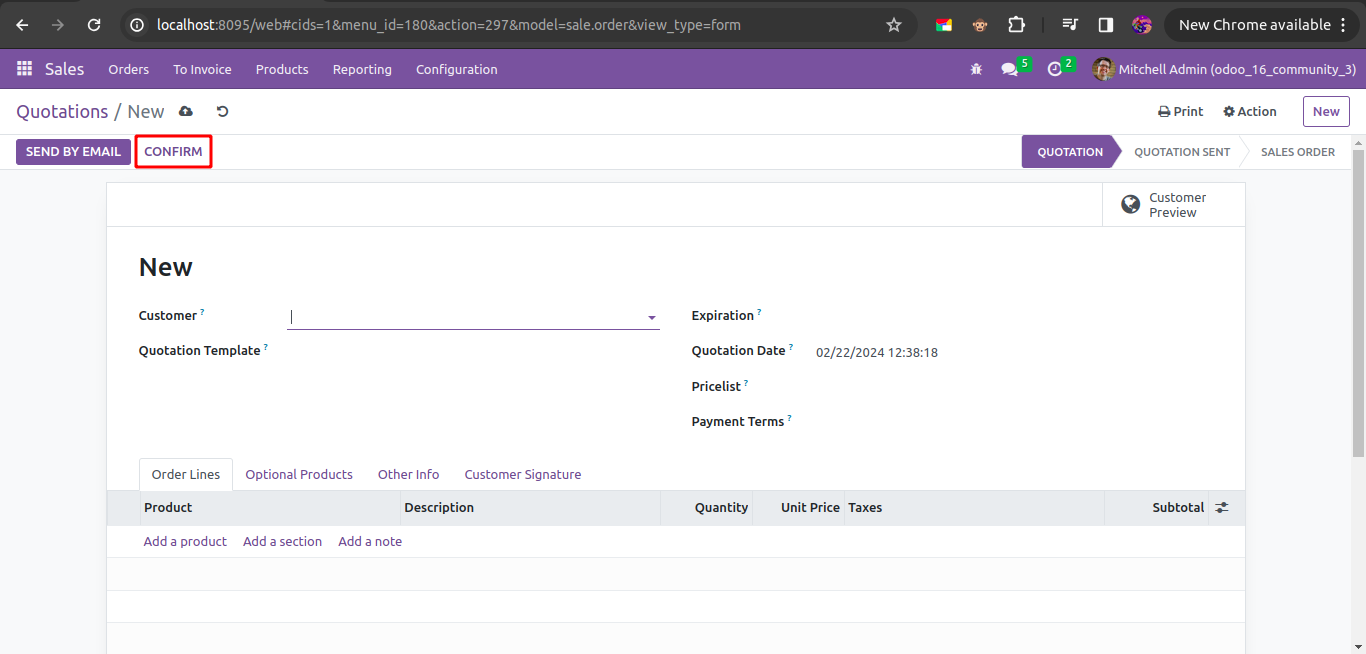 localhost:8095/web#cids=1&menu_id=180&action=297&model=sale.order&view_type=form
New Chrome available
Sales Orders To Invoice Products Reporting Configuration 5 2 Mitchell Admin (odoo_16_community_3)
Quotations / New Print Action New
SEND BY EMAIL CONFIRM QUOTATION QUOTATION SENT SALES ORDER
Customer
Preview
New
Customer ? Expiration ?
Quotation Template ? Quotation Date ? 02/22/2024 12:38:18
Pricelist ?
Payment Terms ?
Order Lines Optional Products Other Info Customer Signature
Product Description Quantity Unit Price Taxes Subtotal
Add a product Add a section Add a note